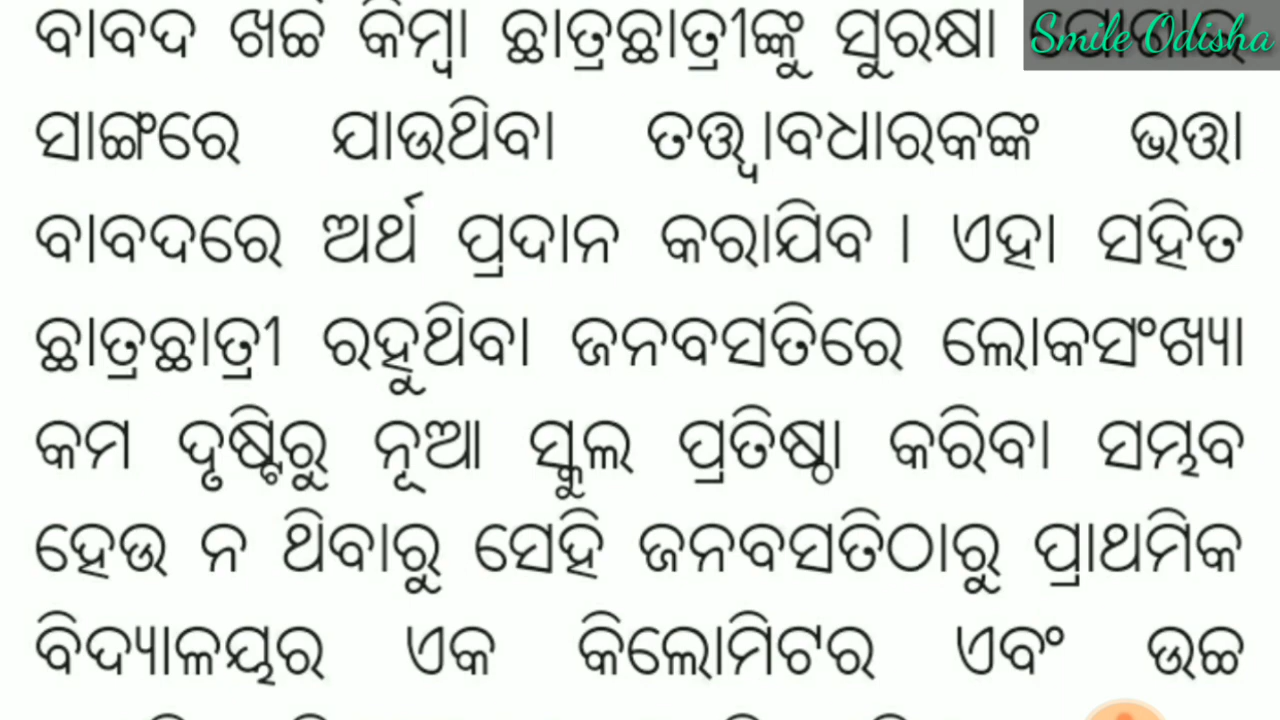 ବାବଦ ଖର୍ଚ୍ଚ କିମ୍ବା ଛାତ୍ରଛାତ୍ରୀଙ୍କୁ ସୁରକ୍ଷା
Smile Odisha
ସାଙ୍ଗରେ ଯାଉଥିବା ତତ୍ତ୍ୱାବଧାରକଙ୍କ ଭତ୍ତା
ବାବଦରେ ଅର୍ଥ ପ୍ରଦାନ କରାଯିବ । ଏହା ସହିତ
ଛାତ୍ରଛାତ୍ରୀ ରହୁଥିବା ଜନବସତିରେ ଲୋକସଂଖ୍ୟା
କମ ଦୃଷ୍ଟିରୁ ନୂଆ ସ୍କୁଲ ପ୍ରତିଷ୍ଠା କରିବା ସମ୍ଭବ
ହେଉ ନ ଥିବାରୁ ସେହି ଜନବସତିଠାରୁ ପ୍ରାଥମିକ
ବିଦ୍ୟାଳୟର ଏକ କିଲୋମିଟର ଏବଂ ଉଚ୍ଚ